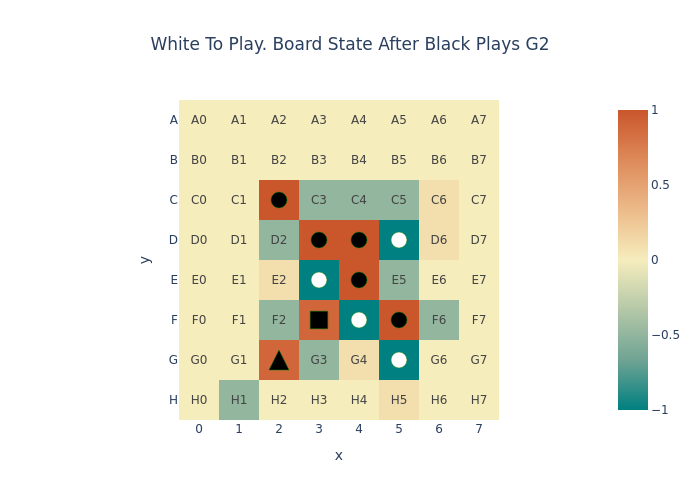 White To Play. Board State After Black Plays G2
A A0 A1 A2 A3 A4 A5 A6 A7
B B0 B1 B2 B3 B4 B5 B6 B7
C C0 C1 C3 C4 C5 C6 C7
D D0 D1 D2 D6 D7
E E0 E1 E2 E5 E6 E7
F F0 F1 F2 F6 F7
G G0 G1 G3 G4 G6 G7
H H0 H1 H2 H3 H4 H5 H6 H7
0 1 2 3 4 5 6 7
x
y
1
0.5
0
−0.5
−1